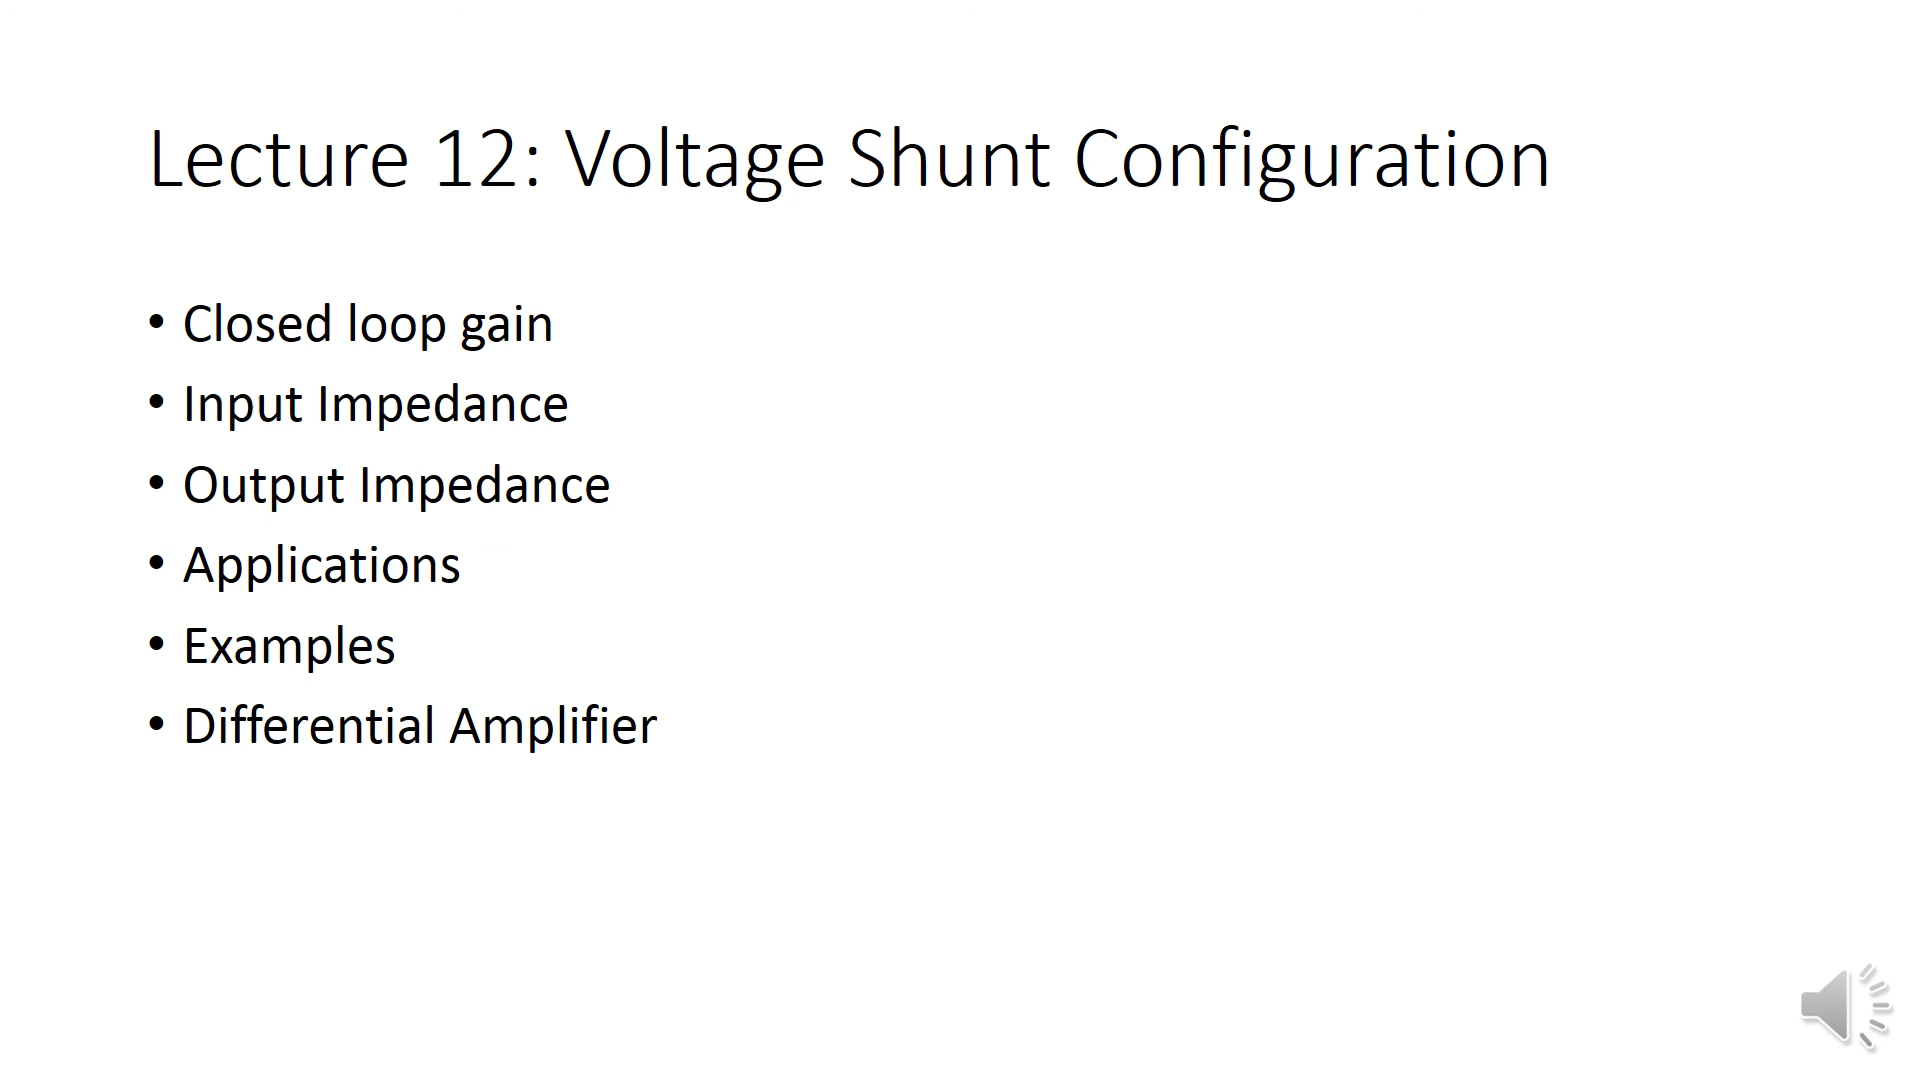 Lecture 12: Voltage Shunt Configuration
• Closed loop gain
• Input Impedance
• Output Impedance
• Applications
• Examples
• Differential Amplifier